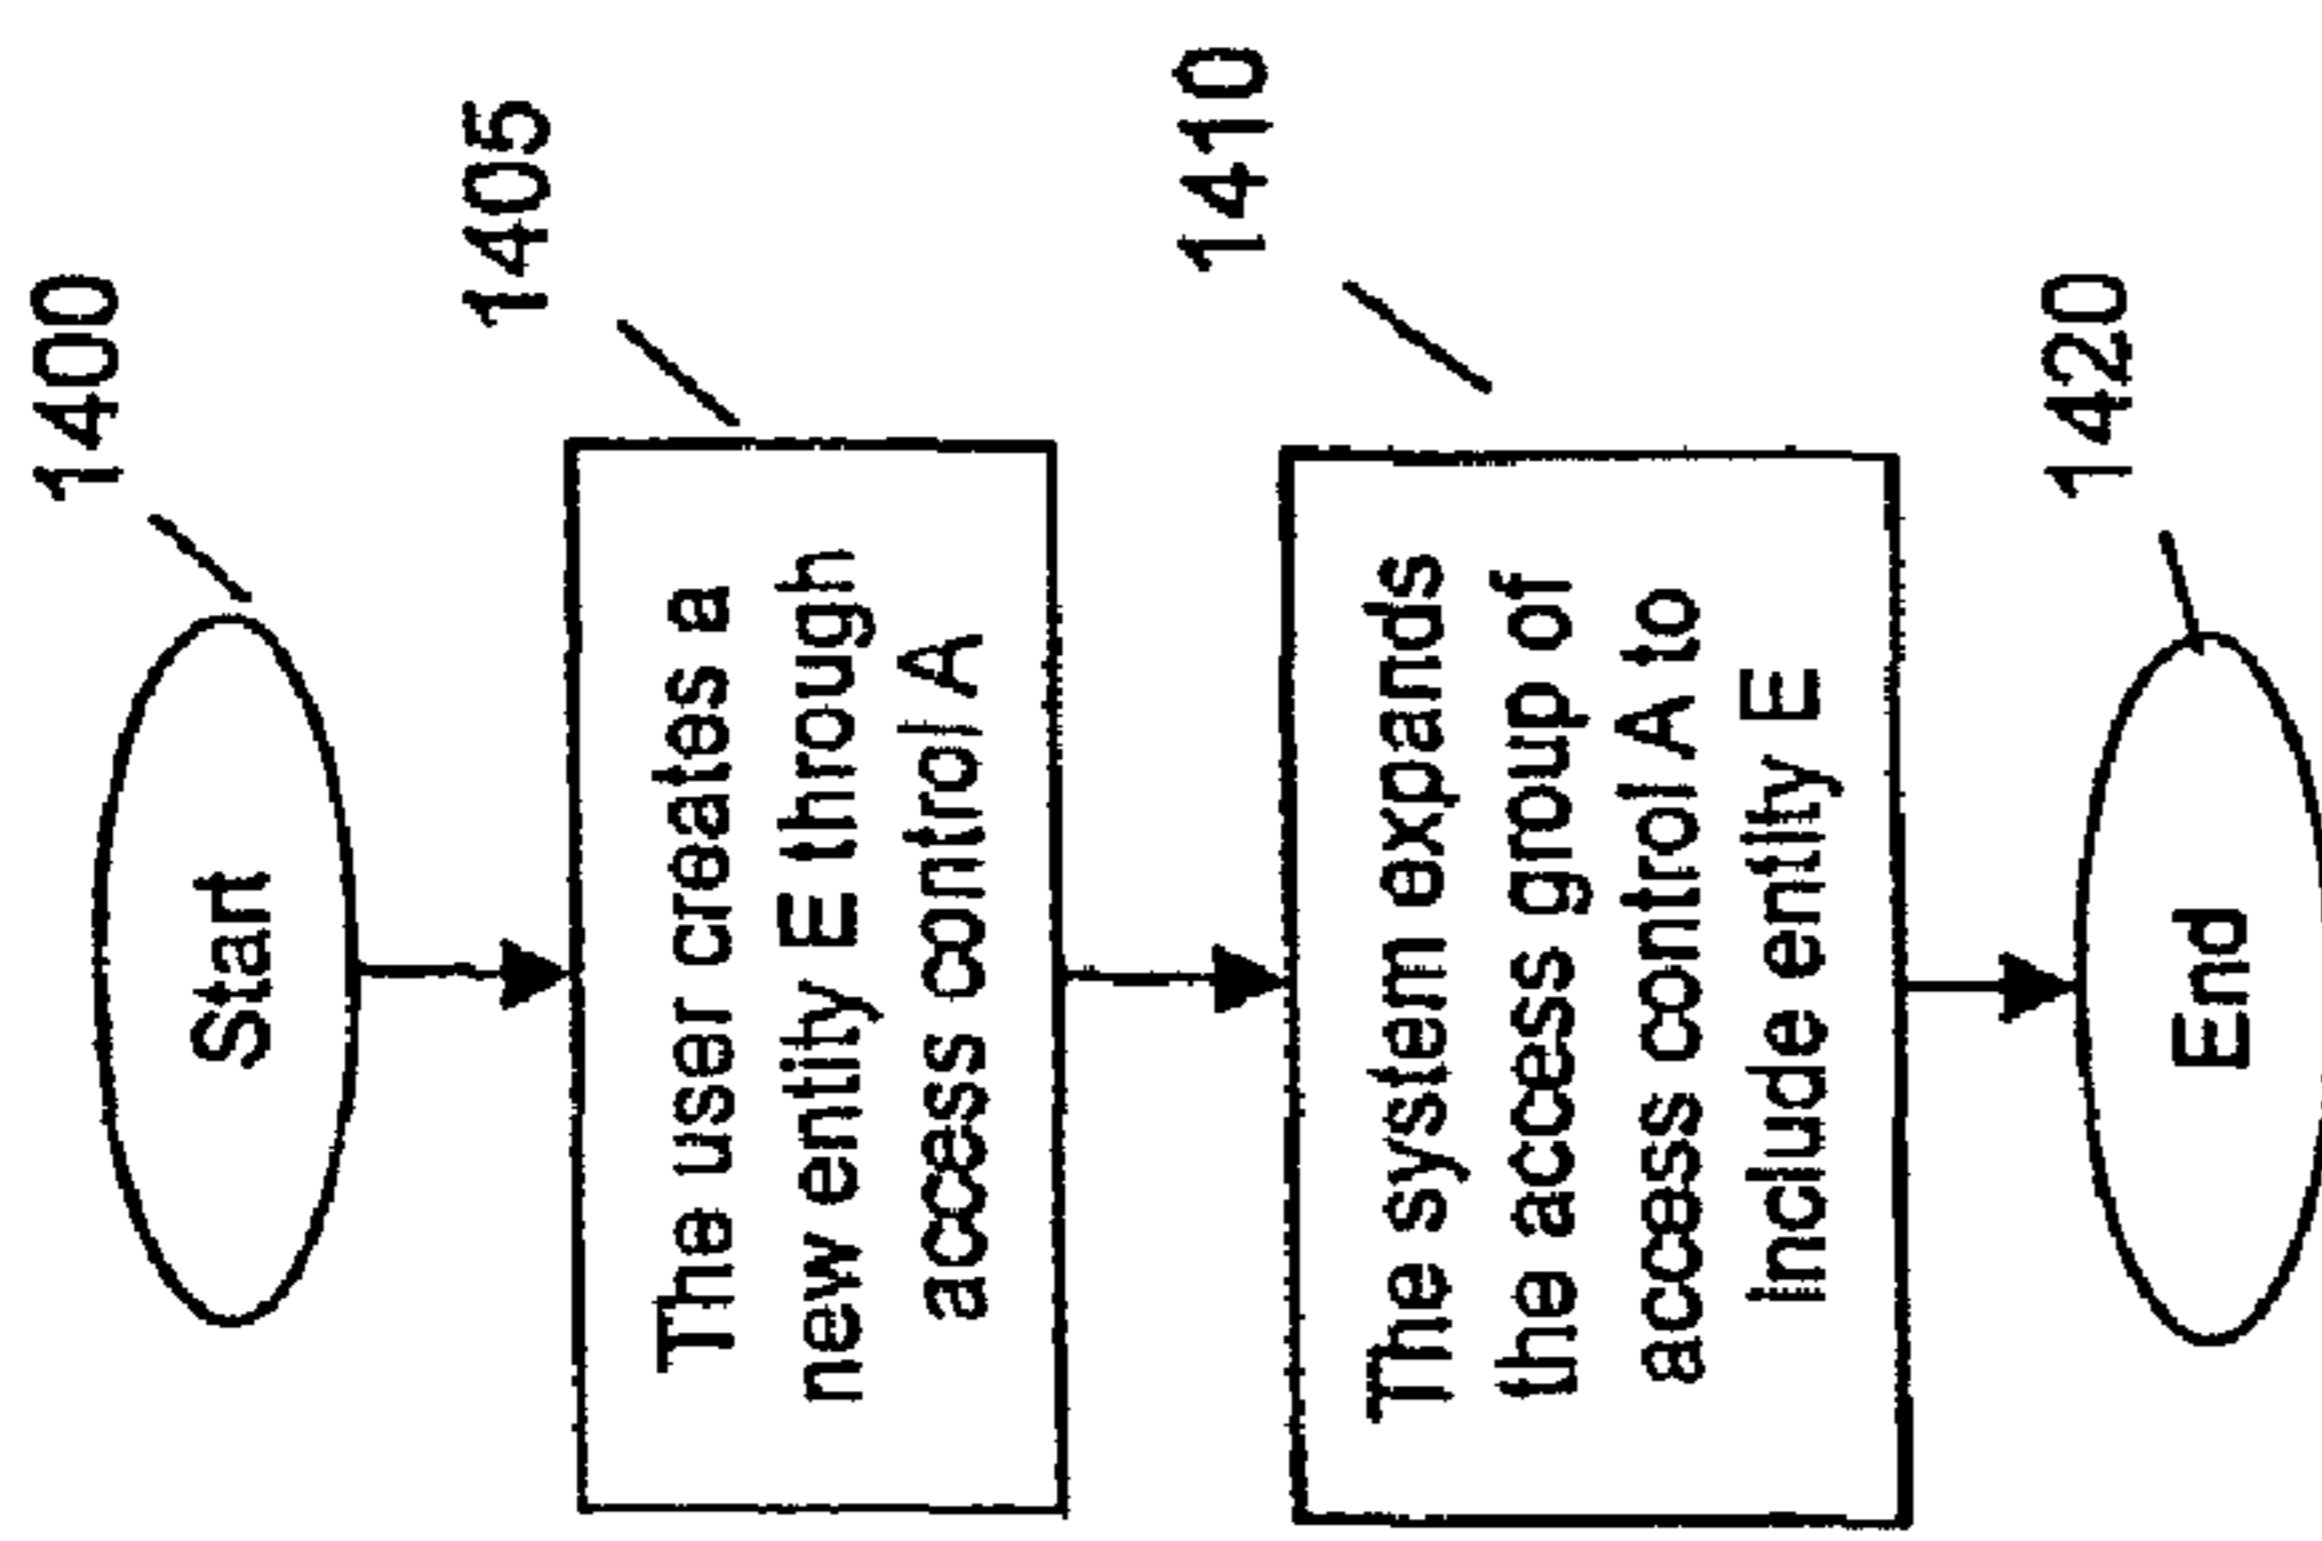 1400
Start
1405
The user creates a
new entity E through
access control A
1410
The system expands
the access group of
access control A to
include entity E
1420
End